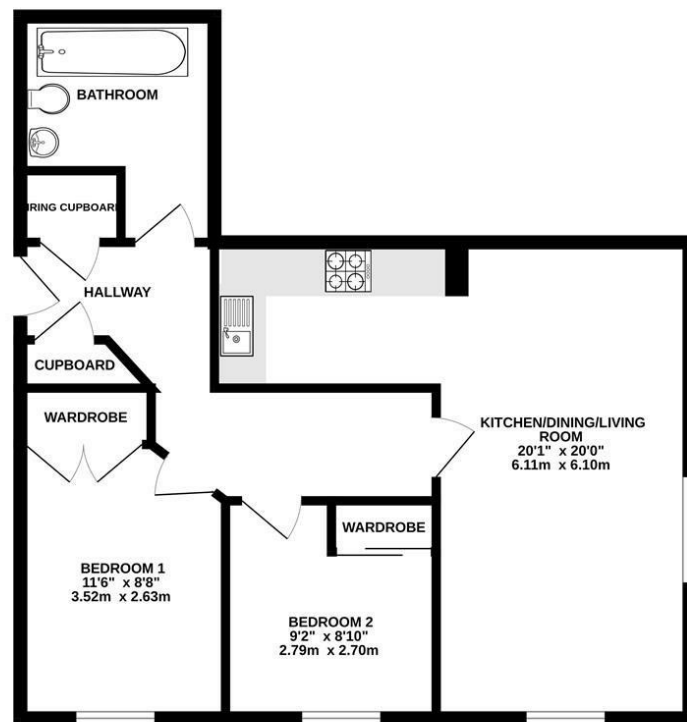 BATHROOM
IRING CUPBOARD
HALLWAY
CUPBOARD
WARDROBE
KITCHEN/DINING/LIVING
ROOM
20'1" x 20'0"
6.11m x 6.10m
WARDROBE
BEDROOM 1
11'6" x 8'8"
3.52m x 2.63m
BEDROOM 2
9'2" x 8'10"
2.79m x 2.70m